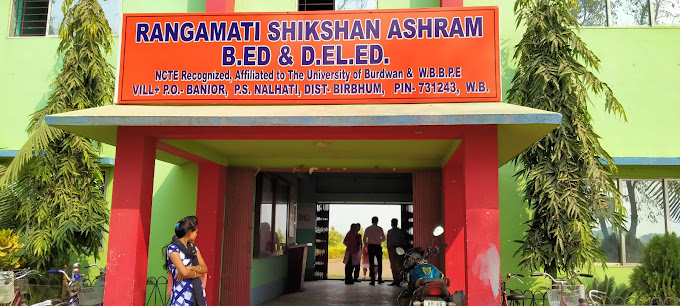 RANGAMATI SHIKSHAN ASHRAM
B.ED & D.EL.ED.
NCTE Recognized, Affiliated to The University of Burdwan & W.B.B.P.E
VILL+ P.O.- BANIOR, P.S. NALHATI, DIST- BIRBHUM, PIN- 731243, W.B.